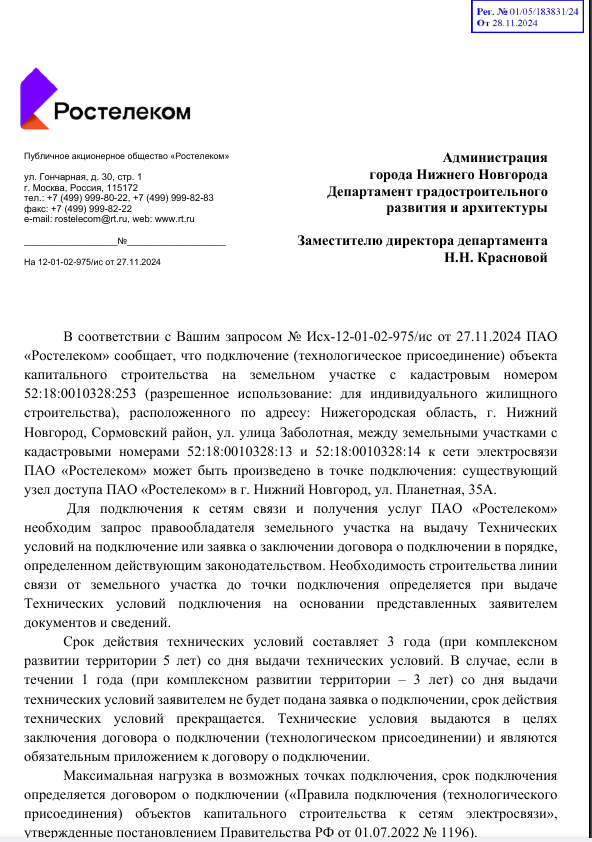 Рег. № 01/05/183831/24
От 28.11.2024
Ростелеком
Публичное акционерное общество «Ростелеком»
ул. Гончарная, д. 30, стр. 1
г. Москва, Россия, 115172
тел.: +7 (499) 999-80-22, +7 (499) 999-82-83
факс: +7 (499) 999-82-22
e-mail: rostelecom@rt.ru, web: www.rt.ru
___________________№____________________
На 12-01-02-975/ис от 27.11.2024
Администрация
города Нижнего Новгорода
Департамент градостроительного
развития и архитектуры
Заместителю директора департамента
Н.Н. Красновой
В соответствии с Вашим запросом № Исх-12-01-02-975/ис от 27.11.2024 ПАО
«Ростелеком» сообщает, что подключение (технологическое присоединение) объекта
капитального строительства на земельном участке с кадастровым номером
52:18:0010328:253 (разрешенное использование: для индивидуального жилищного
строительства), расположенного по адресу: Нижегородская область, г. Нижний
Новгород, Сормовский район, ул. улица Заболотная, между земельными участками с
кадастровыми номерами 52:18:0010328:13 и 52:18:0010328:14 к сети электросвязи
ПАО «Ростелеком» может быть произведено в точке подключения: существующий
узел доступа ПАО «Ростелеком» в г. Нижний Новгород, ул. Планетная, 35А.
Для подключения к сетям связи и получения услуг ПАО «Ростелеком»
необходим запрос правообладателя земельного участка на выдачу Технических
условий на подключение или заявка о заключении договора о подключении в порядке,
определенном действующим законодательством. Необходимость строительства линии
связи от земельного участка до точки подключения определяется при выдаче
Технических условий подключения на основании представленных заявителем
документов и сведений.
Срок действия технических условий составляет 3 года (при комплексном
развитии территории 5 лет) со дня выдачи технических условий. В случае, если в
течении 1 года (при комплексном развитии территории – 3 лет) со дня выдачи
технических условий заявителем не будет подана заявка о подключении, срок действия
технических условий прекращается. Технические условия выдаются в целях
заключения договора о подключении (технологическом присоединении) и являются
обязательным приложением к договору о подключении.
Максимальная нагрузка в возможных точках подключения, срок подключения
определяется договором о подключении («Правила подключения (технологического
присоединения) объектов капитального строительства к сетям электросвязи»,
утвержденные постановлением Правительства РФ от 01.07.2022 № 1196).